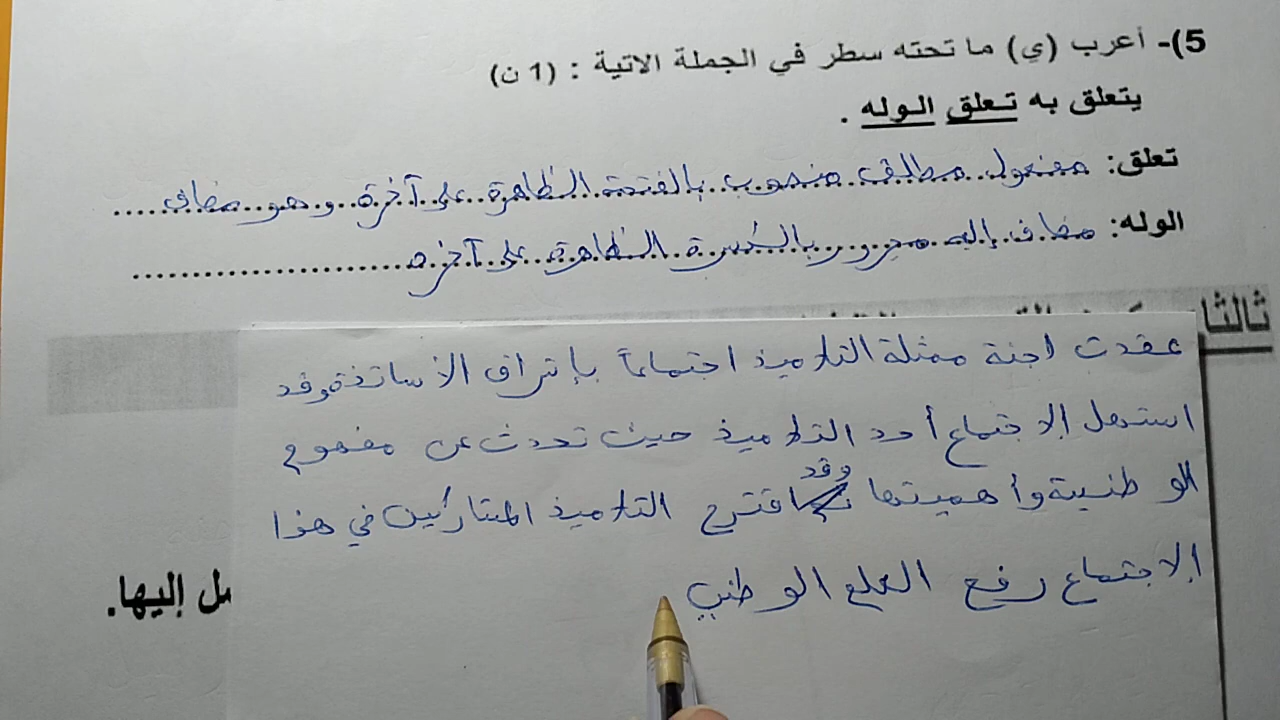 5)- أعرب (ي) ما تحته سطر في الجملة الاتية : (1 ن)
يتعلق به تعلق الوله .
تعلق: مفعول مطلق منصوب بالفتحة الظاهرة على آخرة وهو مضاف
الوله: مضاف إليه مجرور بالكسرة الظاهرة على آخره
ثالثا
عقدت لجنة ممثلة التلاميذ اجتماعاً بإشراف الأساتذة وقد
استهل الاجتماع أحد التلاميذ حيث تحدث عن مفهوم
الوطنية وأهميتها وقد اقترح التلاميذ المشاركين في هذا
الاجتماع رفع العلم الوطني
مل إليها.